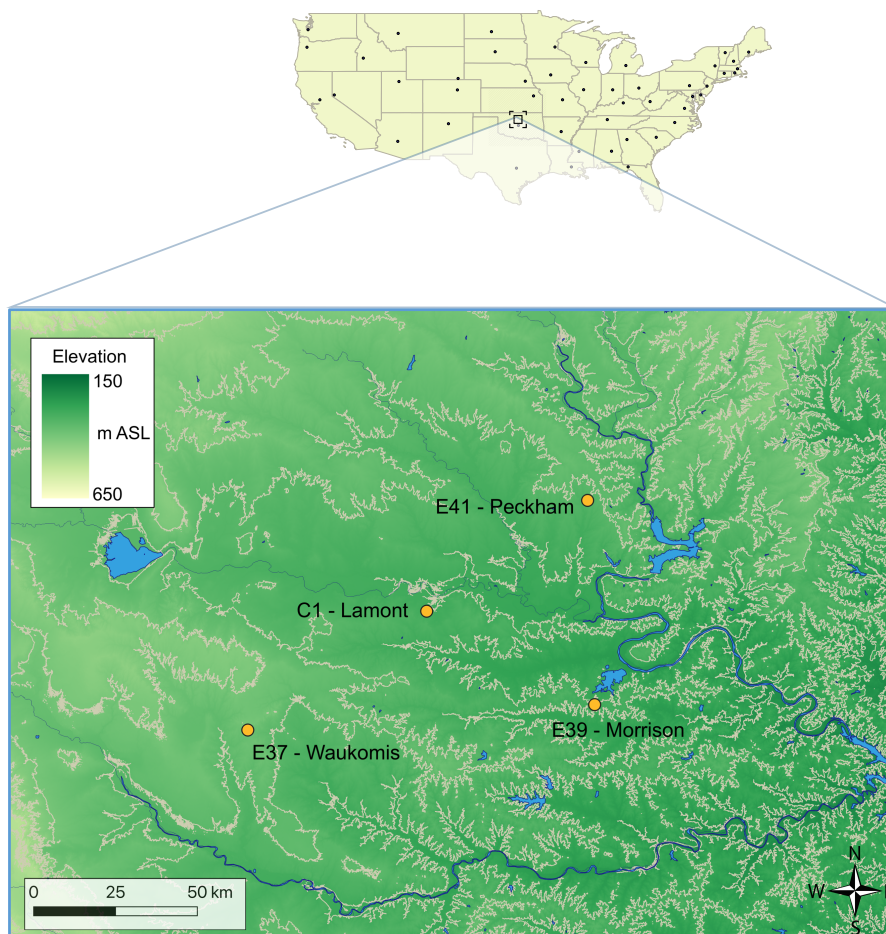 Elevation
150
m ASL
650
E41 - Peckham
C1 - Lamont
E39 - Morrison
E37 - Waukomis
0 25 50 km
N
W
S